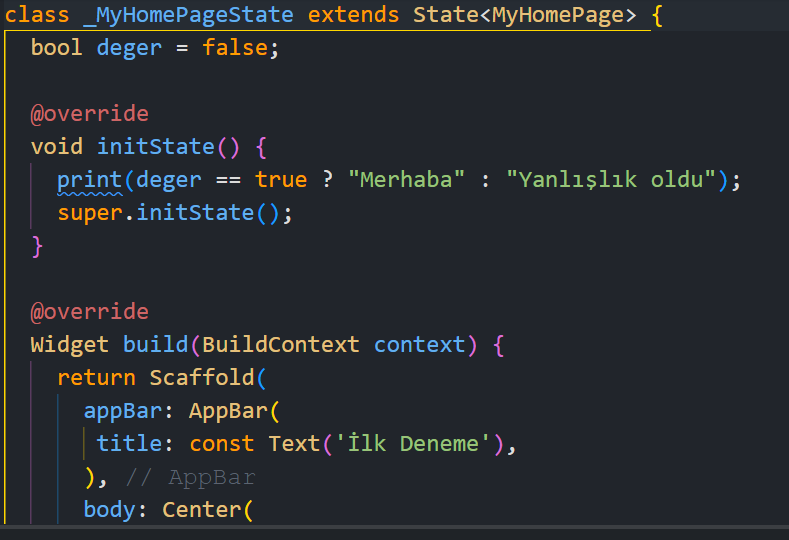 class _MyHomePageState extends State<MyHomePage> {
bool deger = false;
@override
void initState() {
print(deger == true ? "Merhaba" : "Yanlışlık oldu");
super.initState();
}
@override
Widget build(BuildContext context) {
return Scaffold(
appBar: AppBar(
title: const Text('İlk Deneme'),
), // AppBar
body: Center(